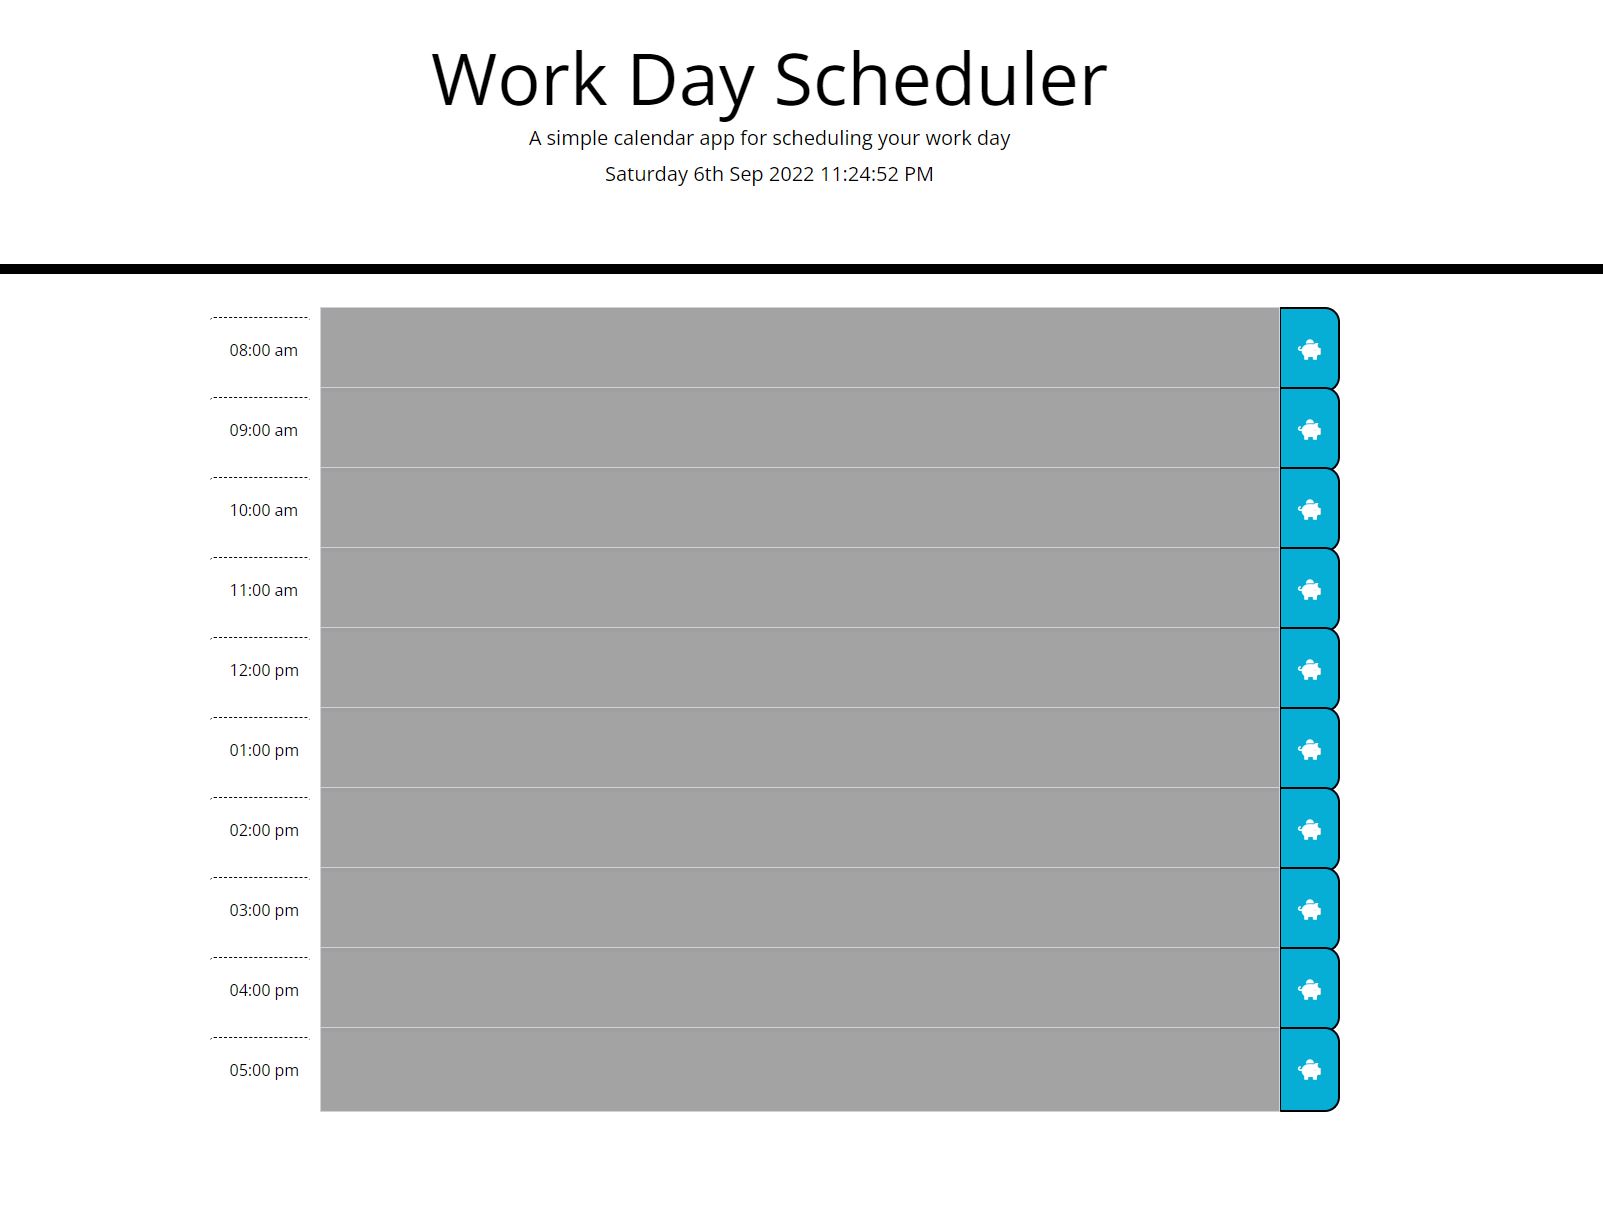 Work Day Scheduler
A simple calendar app for scheduling your work day
Saturday 6th Sep 2022 11:24:52 PM
08:00 am
09:00 am
10:00 am
11:00 am
12:00 pm
01:00 pm
02:00 pm
03:00 pm
04:00 pm
05:00 pm